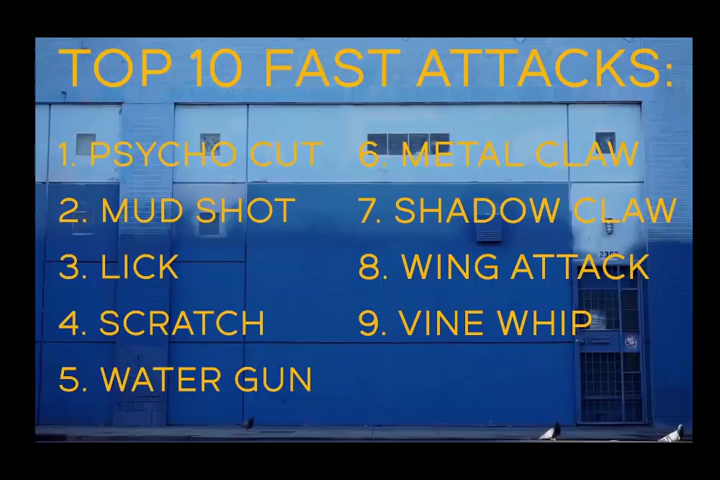 TOP 10 FAST ATTACKS:
1. PSYCHO CUT
2. MUD SHOT
3. LICK
4. SCRATCH
5. WATER GUN
6. METAL CLAW
7. SHADOW CLAW
8. WING ATTACK
9. VINE WHIP